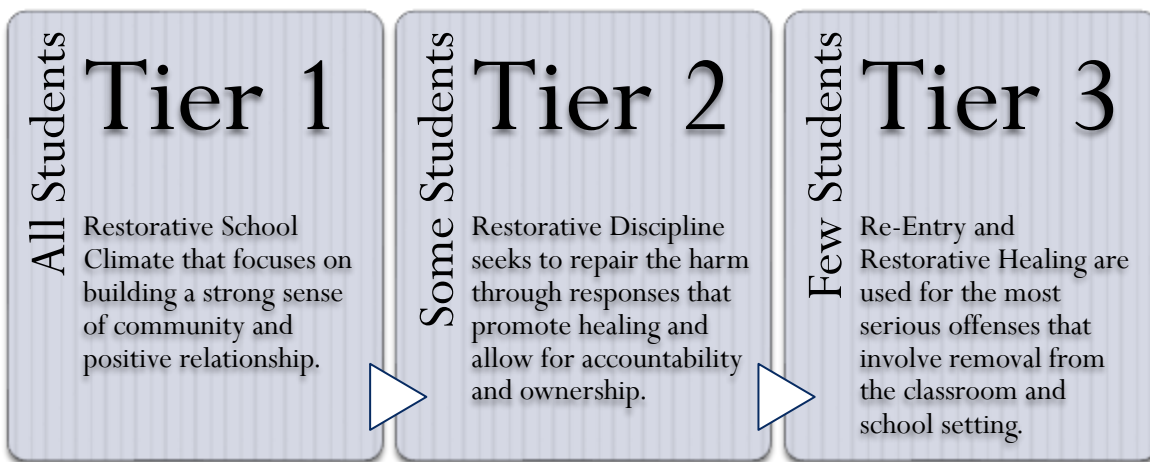 All Students
Tier 1
Restorative School
Climate that focuses on
building a strong sense
of community and
positive relationship.
Some Students
Tier 2
Restorative Discipline
seeks to repair the harm
through responses that
promote healing and
allow for accountability
and ownership.
Few Students
Tier 3
Re-Entry and
Restorative Healing are
used for the most
serious offenses that
involve removal from
the classroom and
school setting.